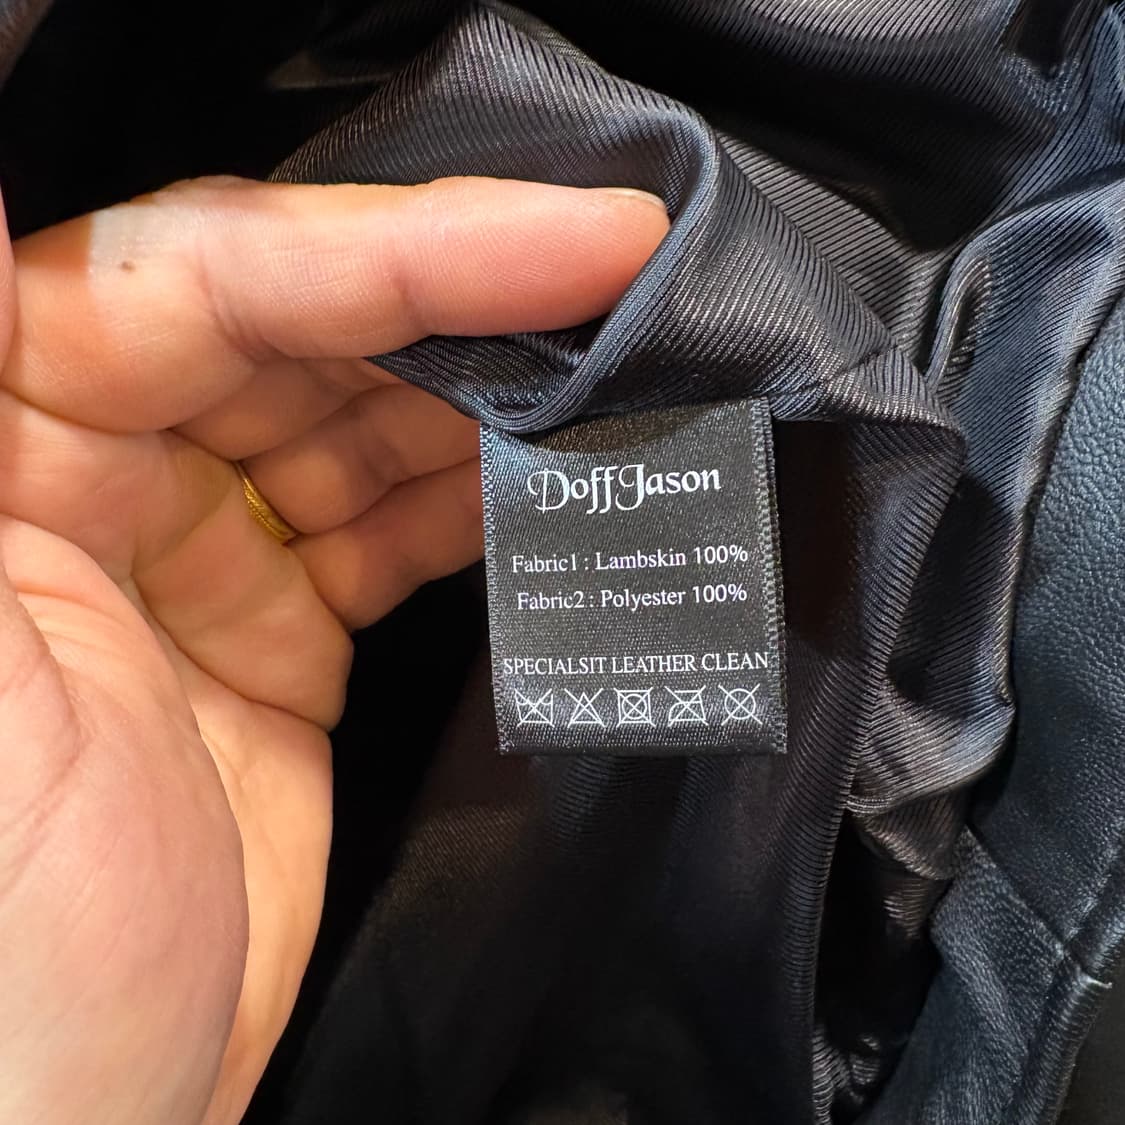 DoffJason
Fabric1 : Lambskin 100%
Fabric2 : Polyester 100%
SPECIALSIT LEATHER CLEAN